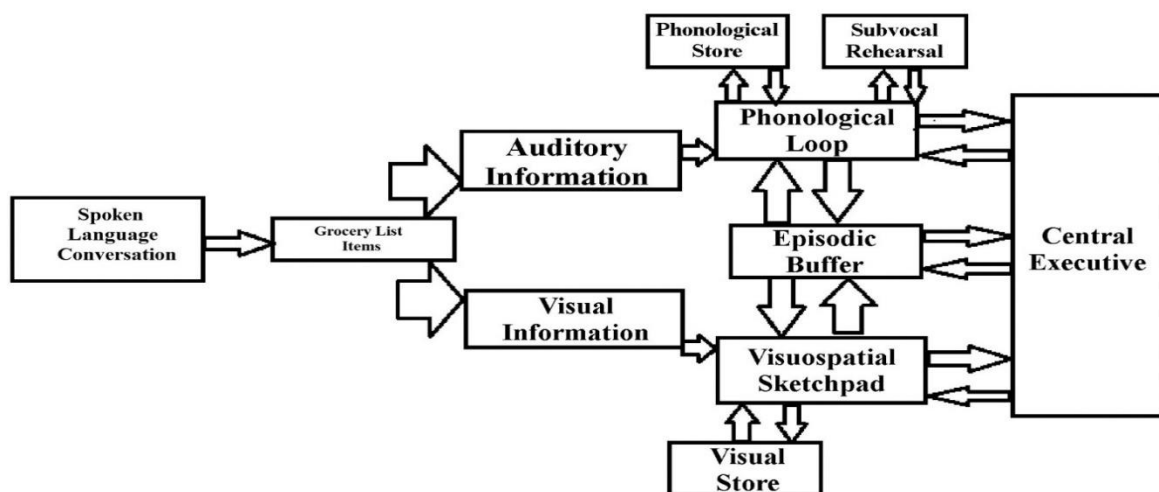 Phonological
Store
Subvocal
Rehearsal
Phonological
Loop
Auditory
Information
Spoken
Language
Conversation
Grocery List
Items
Episodic
Buffer
Central
Executive
Visual
Information
Visuospatial
Sketchpad
Visual
Store